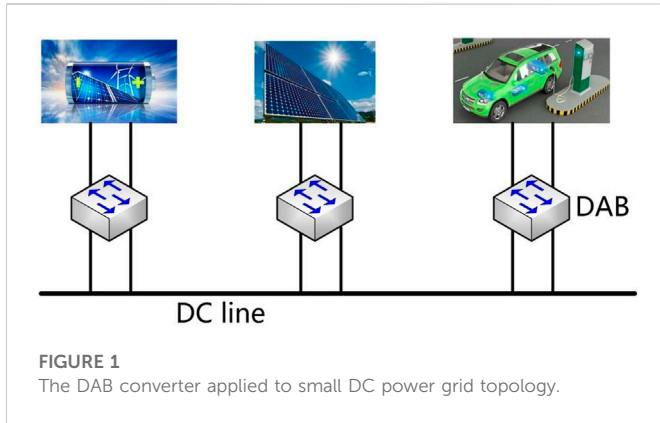 DAB
DC line
FIGURE 1
The DAB converter applied to small DC power grid topology.